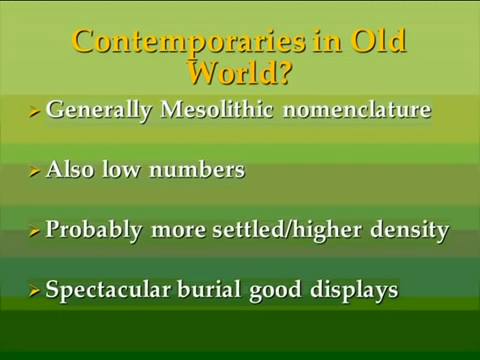 Contemporaries in Old
World?
Generally Mesolithic nomenclature
Also low numbers
Probably more settled/higher density
Spectacular burial good displays